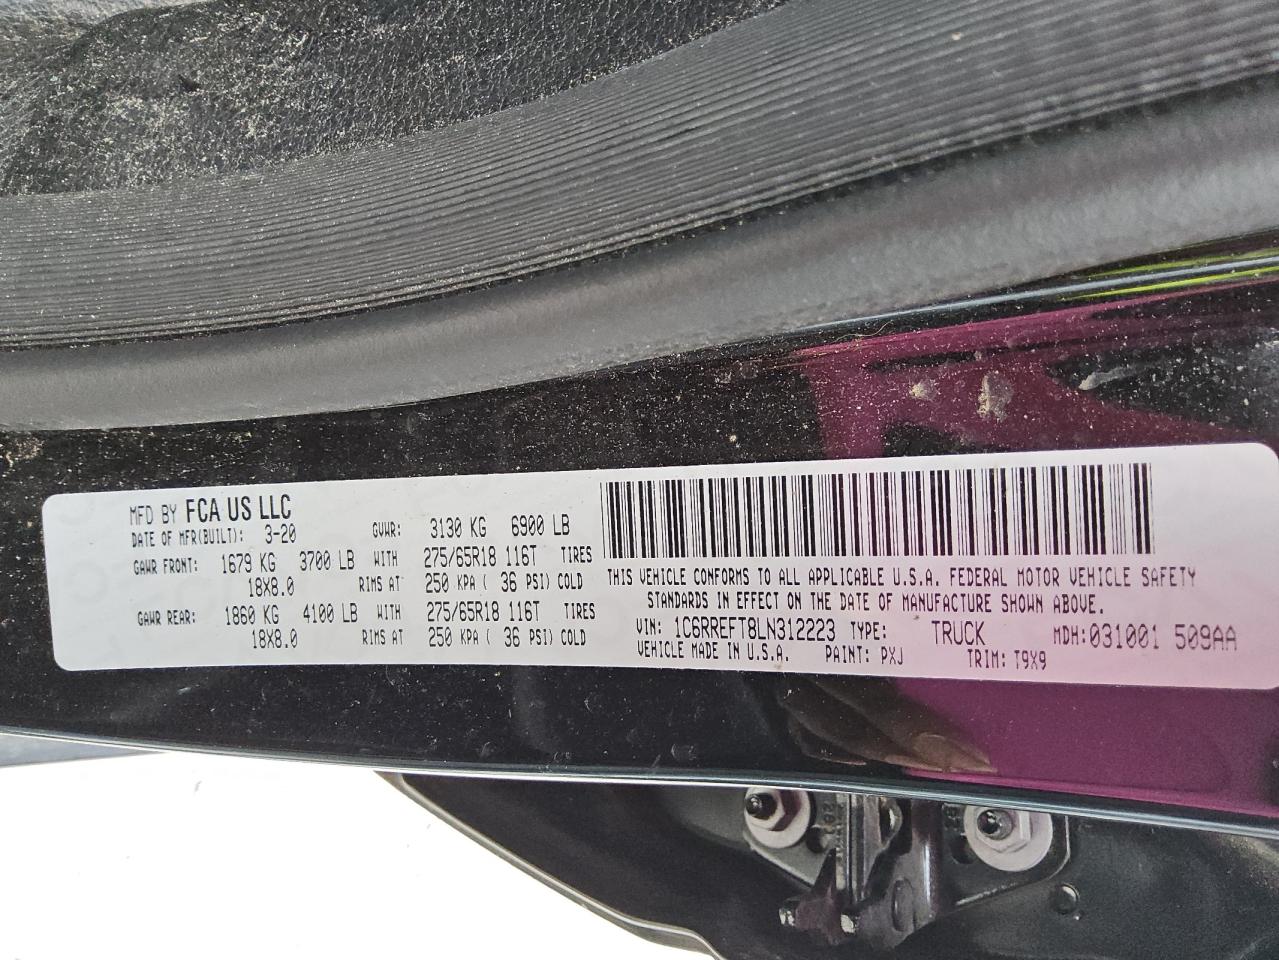 MFD BY FCA US LLC
DATE OF MFR(BUILT): 3-20 GVWR: 3130 KG 6900 LB
GAWR FRONT: 1679 KG 3700 LB WITH 275/65R18 116T TIRES
18X8.0 RIMS AT 250 KPA ( 36 PSI) COLD
GAWR REAR: 1860 KG 4100 LB WITH 275/65R18 116T TIRES
18X8.0 RIMS AT 250 KPA ( 36 PSI) COLD
THIS VEHICLE CONFORMS TO ALL APPLICABLE U.S.A. FEDERAL MOTOR VEHICLE SAFETY
STANDARDS IN EFFECT ON THE DATE OF MANUFACTURE SHOWN ABOVE.
VIN: 1C6RREFT8LN312223 TYPE: TRUCK MDH: 031001 509AA
VEHICLE MADE IN U.S.A. PAINT: PXJ TRIM: T9X9